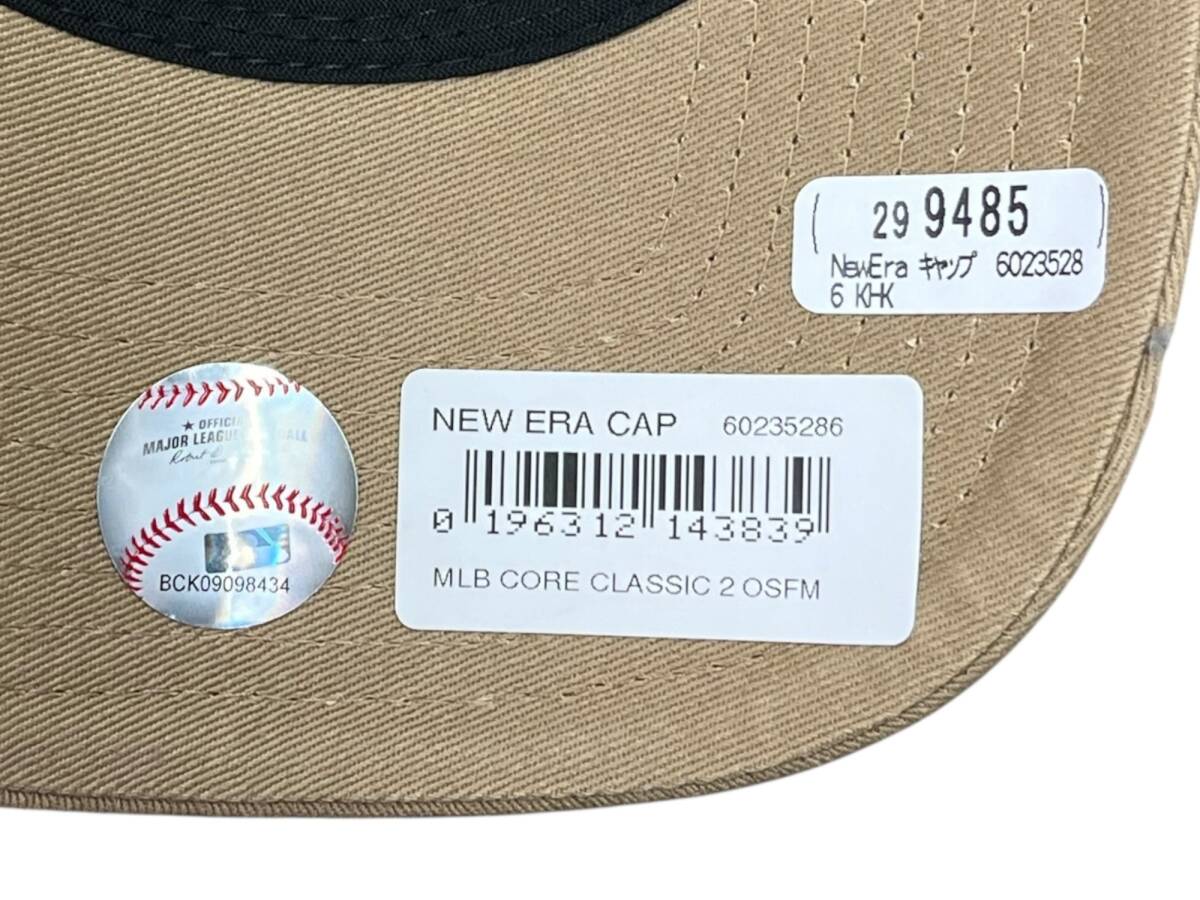 29 9485
NewEra キャップ 6023528
6 KHK
★ OFFICIAL
MAJOR LEAGUE BALL
BCK09098434
NEW ERA CAP 60235286
0 196312 143839
MLB CORE CLASSIC 2 OSFM